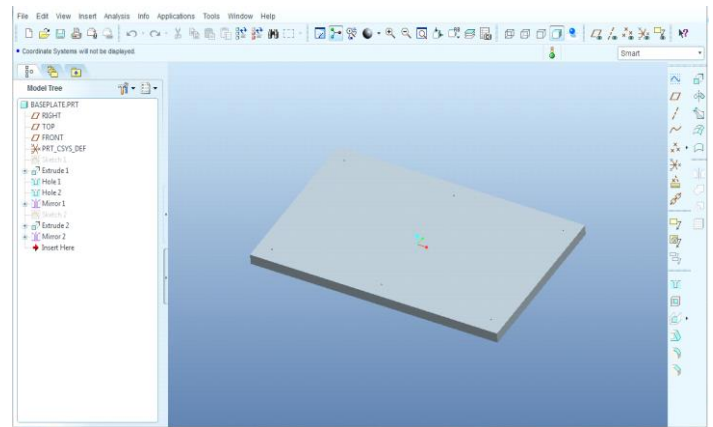 File Edit View Insert Analysis Info Applications Tools Window Help
• Coordinate Systems will not be displayed.
Smart
Model Tree
BASEPLATE.PRT
RIGHT
TOP
FRONT
PRT_CSYS_DEF
Sketch 1
Extrude 1
Hole 1
Hole 2
Mirror 1
Sketch 2
Extrude 2
Mirror 2
Insert Here